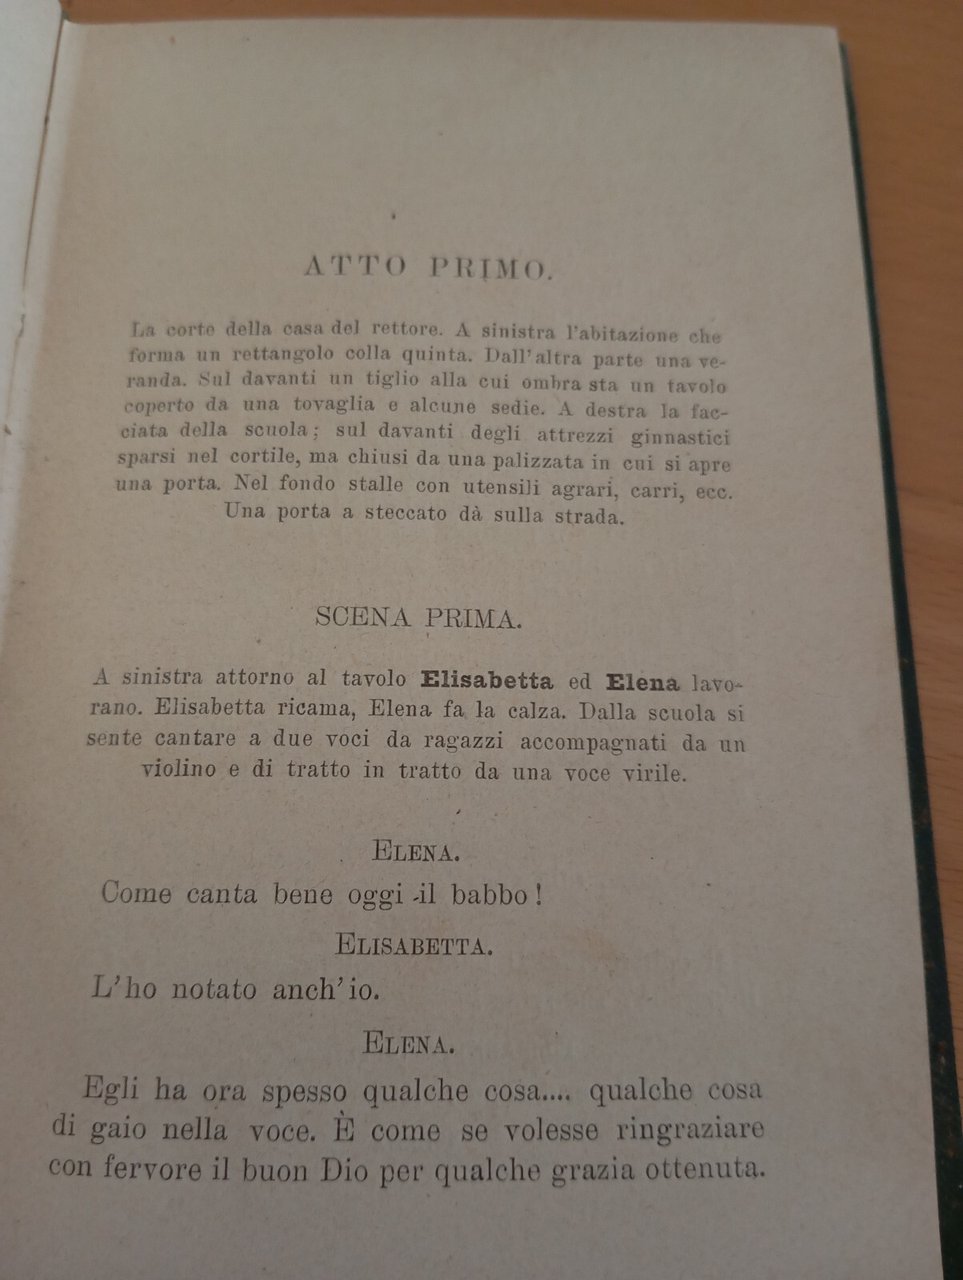 ATTO PRIMO.
La corte della casa del rettore. A sinistra l'abitazione che
forma un rettangolo colla quinta. Dall'altra parte una ve-
randa. Sul davanti un tiglio alla cui ombra sta un tavolo
coperto da una tovaglia e alcune sedie. A destra la fac-
ciata della scuola; sul davanti degli attrezzi ginnastici
sparsi nel cortile, ma chiusi da una palizzata in cui si apre
una porta. Nel fondo stalle con utensili agrari, carri, ecc.
Una porta a steccato dà sulla strada.
SCENA PRIMA.
A sinistra attorno al tavolo Elisabetta ed Elena lavo-
rano. Elisabetta ricama, Elena fa la calza. Dalla scuola si
sente cantare a due voci da ragazzi accompagnati da un
violino e di tratto in tratto da una voce virile.
ELENA.
Come canta bene oggi il babbo!
ELISABETTA.
L'ho notato anch'io.
ELENA.
Egli ha ora spesso qualche cosa.... qualche cosa
di gaio nella voce. È come se volesse ringraziare
con fervore il buon Dio per qualche grazia ottenuta.